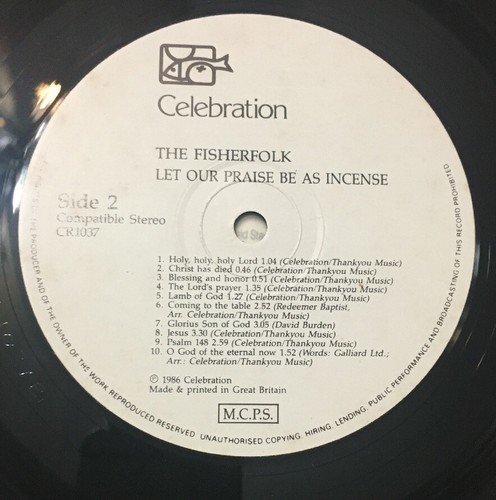 Celebration
THE FISHERFOLK
LET OUR PRAISE BE AS INCENSE
Side 2
Compatible Stereo
CR1037
1. Holy, holy, holy Lord 1.04 (Celebration/Thankyou Music)
2. Christ has died 0.46 (Celebration/Thankyou Music)
3. Blessing and honor 0.51 (Celebration/Thankyou Music)
4. The Lord's prayer 1.35 (Celebration/Thankyou Music)
5. Lamb of God 1.27 (Celebration/Thankyou Music)
6. Coming to the table 2.52 (Redeemer Baptist,
Arr. Celebration/Thankyou Music)
7. Glorius Son of God 3.05 (David Burden)
8. Jesus 3.30 (Celebration/Thankyou Music)
9. Psalm 148 2.59 (Celebration/Thankyou Music)
10. O God of the eternal now 1.52 (Words: Galliard Ltd.;
Arr.: Celebration/Thankyou Music)
℗ 1986 Celebration
Made & printed in Great Britain
M.C.P.S.
PRODUCER AND OF THE OWNER OF THE WORK REPRODUCED RESERVED. UNAUTHORISED COPYING. HIRING. LENDING. PUBLIC PERFORMANCE AND BROADCASTING OF THIS RECORD PROHIBITED